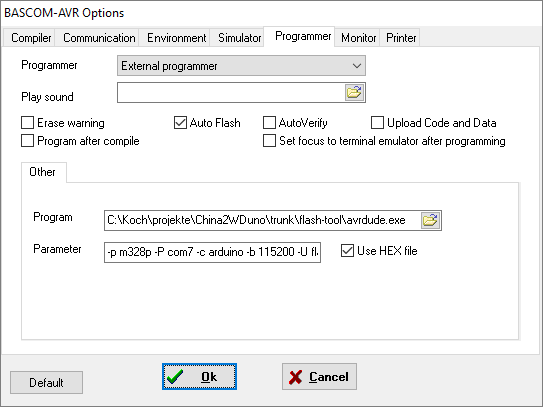 BASCOM-AVR Options
Compiler Communication Environment Simulator Programmer Monitor Printer
Programmer External programmer
Play sound
Erase warning Auto Flash AutoVerify Upload Code and Data
Program after compile Set focus to terminal emulator after programming
Other
Program C:\Koch\projekte\China2WDuno\trunk\flash-tool\avrdude.exe
Parameter -p m328p -P com7 -c arduino -b 115200 -U fl Use HEX file
Default Ok Cancel